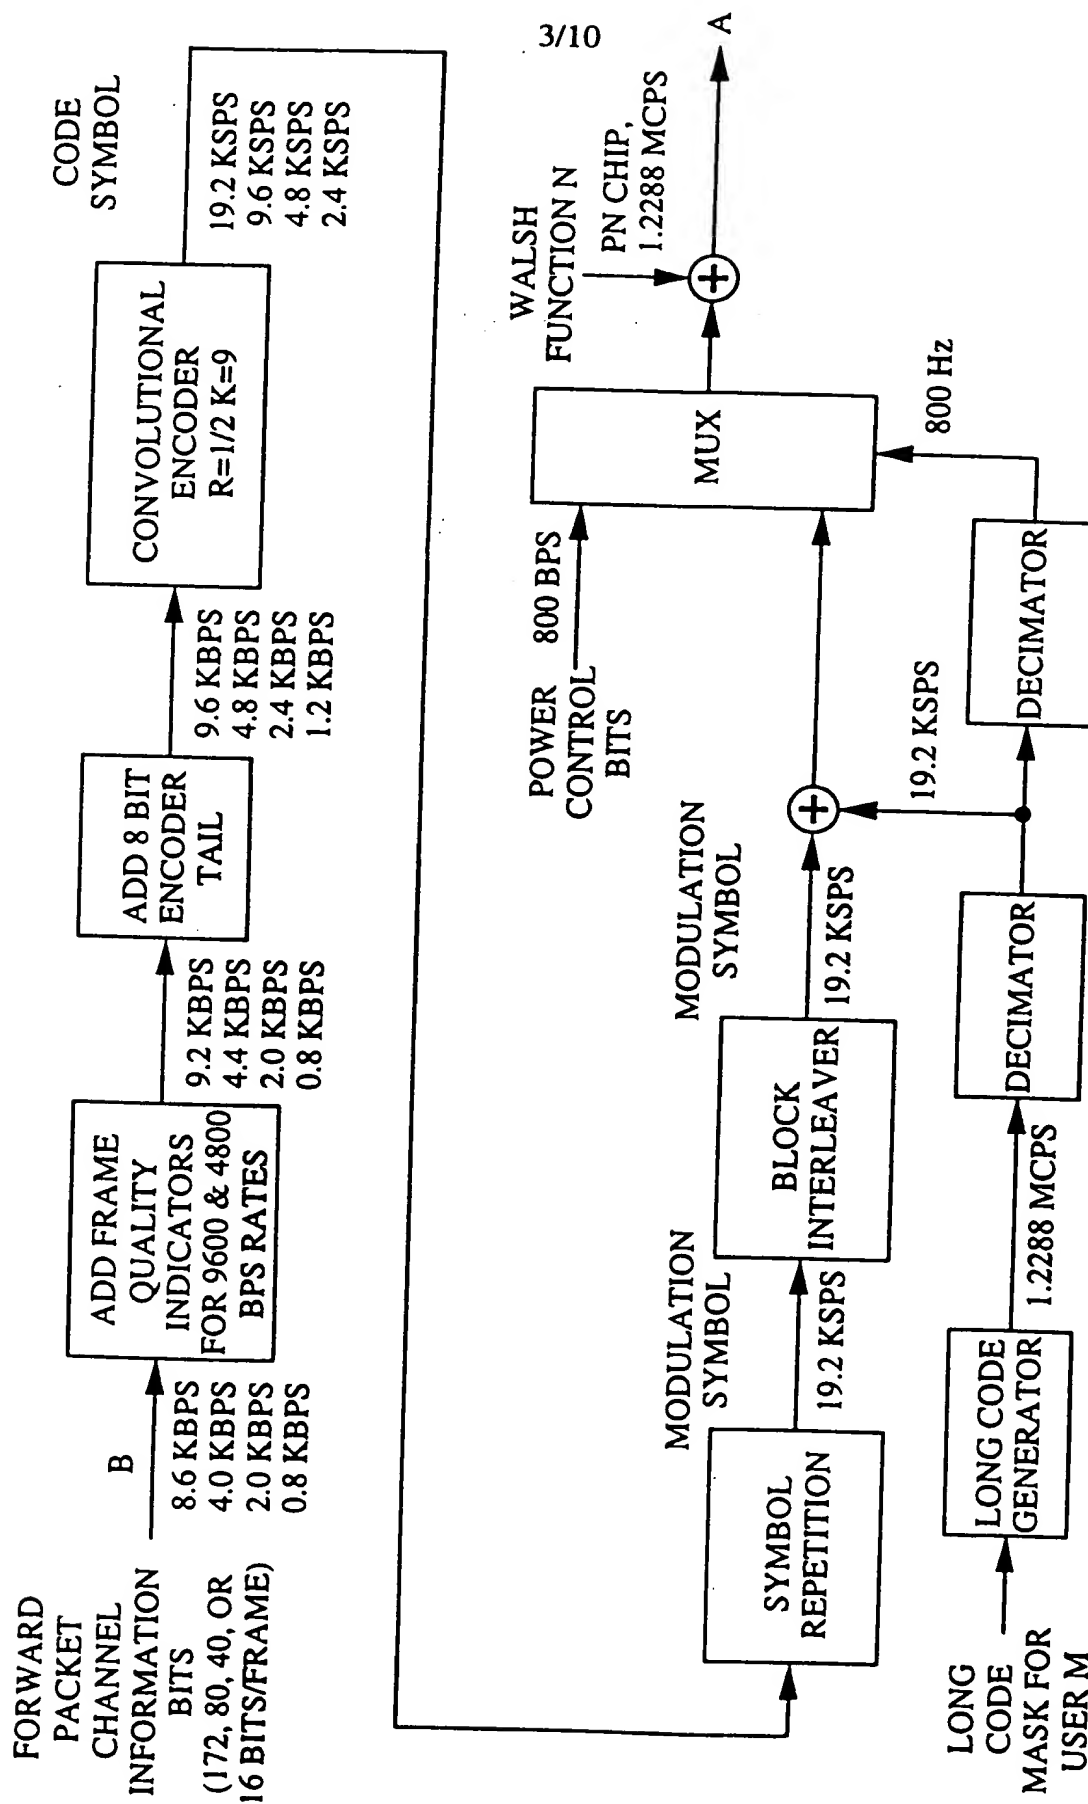 3/10
FORWARD
PACKET
CHANNEL
INFORMATION
BITS
(172, 80, 40, OR
16 BITS/FRAME)
B
8.6 KBPS
4.0 KBPS
2.0 KBPS
0.8 KBPS
ADD FRAME
QUALITY
INDICATORS
FOR 9600 & 4800
BPS RATES
9.2 KBPS
4.4 KBPS
2.0 KBPS
0.8 KBPS
ADD 8 BIT
ENCODER
TAIL
9.6 KBPS
4.8 KBPS
2.4 KBPS
1.2 KBPS
CONVOLUTIONAL
ENCODER
R=1/2 K=9
CODE
SYMBOL
19.2 KSPS
9.6 KSPS
4.8 KSPS
2.4 KSPS
SYMBOL
REPETITION
MODULATION
SYMBOL
19.2 KSPS
BLOCK
INTERLEAVER
MODULATION
SYMBOL
19.2 KSPS
POWER
CONTROL
BITS
800 BPS
MUX
WALSH
FUNCTION N
PN CHIP,
1.2288 MCPS
A
LONG
CODE
MASK FOR
USER M
LONG CODE
GENERATOR
1.2288 MCPS
DECIMATOR
19.2 KSPS
DECIMATOR
800 Hz